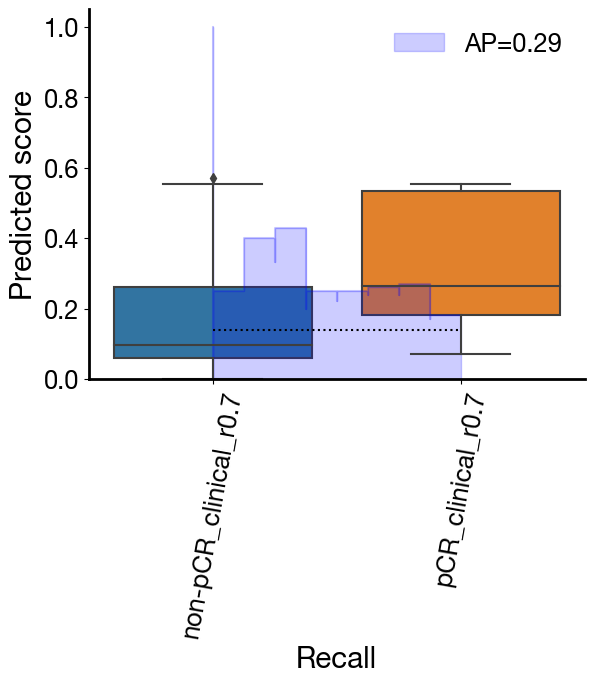 AP=0.29
Predicted score
1.0
0.8
0.6
0.4
0.2
0.0
non-pCR_clinical_r0.7
pCR_clinical_r0.7
Recall